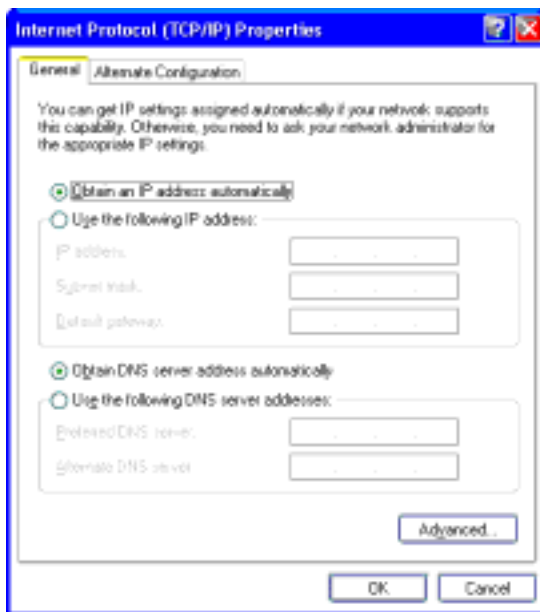 Internet Protocol (TCP/IP) Properties
General
Alternate Configuration
You can get IP settings assigned automatically if your network supports
this capability. Otherwise, you need to ask your network administrator for
the appropriate IP settings.
Obtain an IP address automatically
Use the following IP address:
IP address:
Subnet mask:
Default gateway:
Obtain DNS server address automatically
Use the following DNS server addresses:
Preferred DNS server:
Alternate DNS server:
Advanced...
OK
Cancel